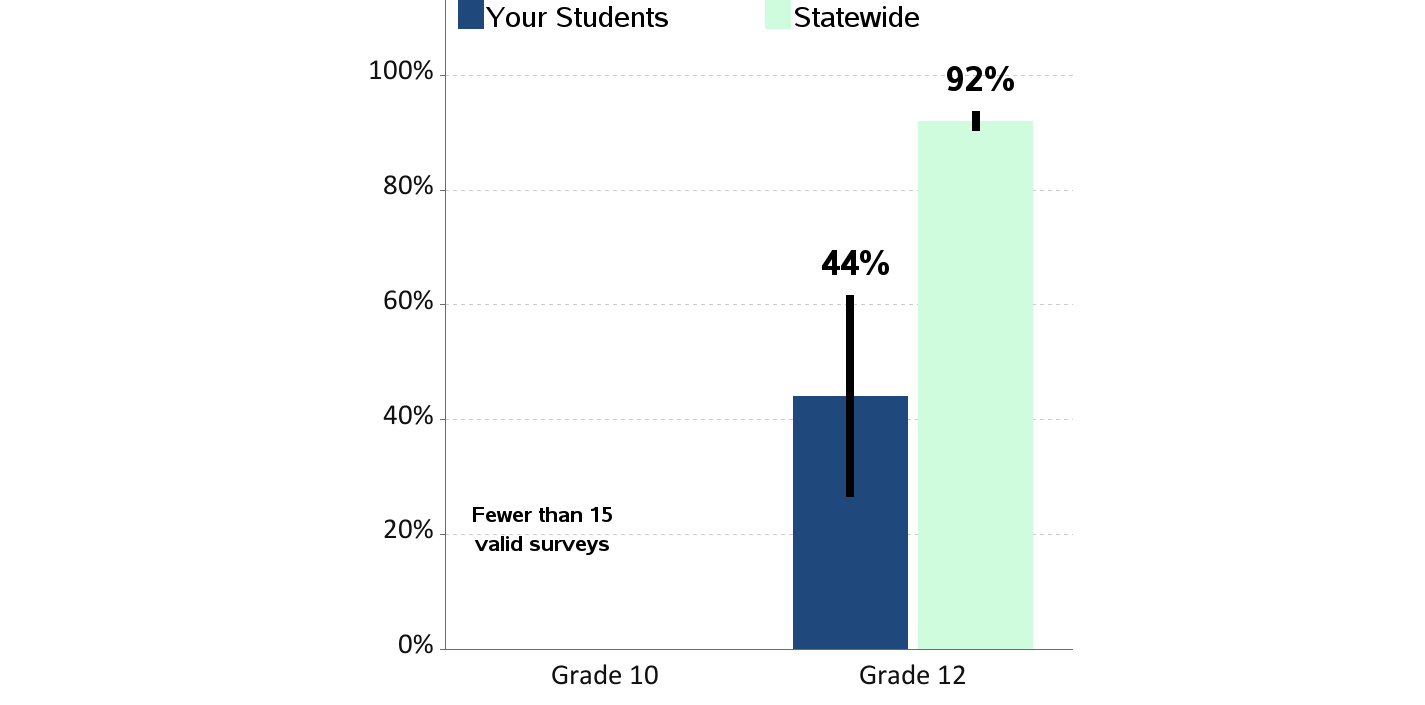 Your Students Statewide
100%
92%
80%
44%
60%
40%
Fewer than 15
20%
valid surveys
0%
Grade 10 Grade 12